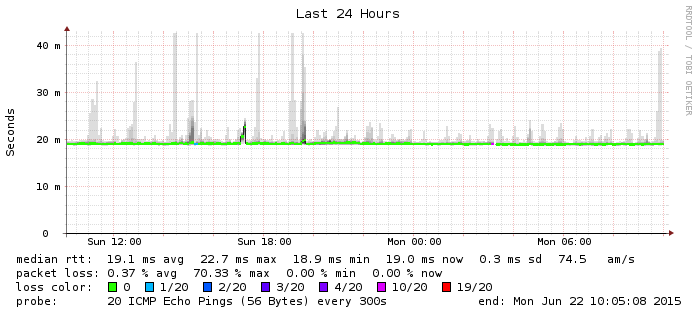 Last 24 Hours
RRDTOOL / TOBI OETIKER
Seconds
40 m
30 m
20 m
10 m
0
Sun 12:00 Sun 18:00 Mon 00:00 Mon 06:00
median rtt: 19.1 ms avg 22.7 ms max 18.9 ms min 19.0 ms now 0.3 ms sd 74.5 am/s
packet loss: 0.37 % avg 70.33 % max 0.00 % min 0.00 % now
loss color: 0 1/20 2/20 3/20 4/20 10/20 19/20
probe: 20 ICMP Echo Pings (56 Bytes) every 300s end: Mon Jun 22 10:05:08 2015